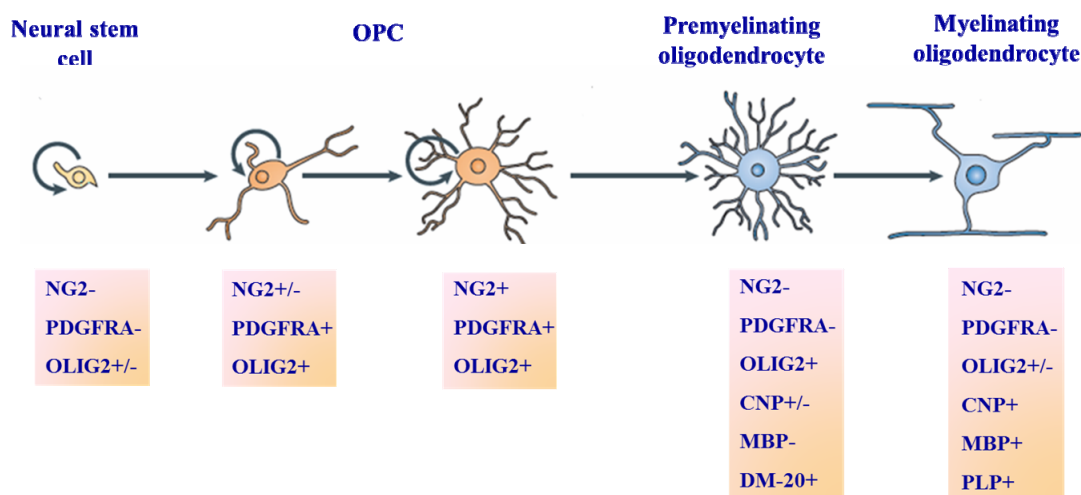 Neural stem
cell
OPC
Premyelinating
oligodendrocyte
Myelinating
oligodendrocyte
NG2-
PDGFRA-
OLIG2+/-
NG2+/-
PDGFRA+
OLIG2+
NG2+
PDGFRA+
OLIG2+
NG2-
PDGFRA-
OLIG2+
CNP+/-
MBP-
DM-20+
NG2-
PDGFRA-
OLIG2+/-
CNP+
MBP+
PLP+